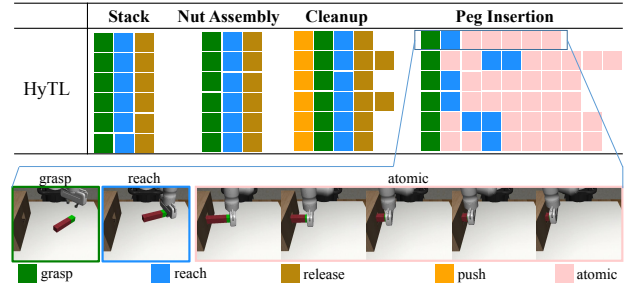 Stack Nut Assembly Cleanup Peg Insertion
HyTL
grasp reach atomic
grasp reach release push atomic